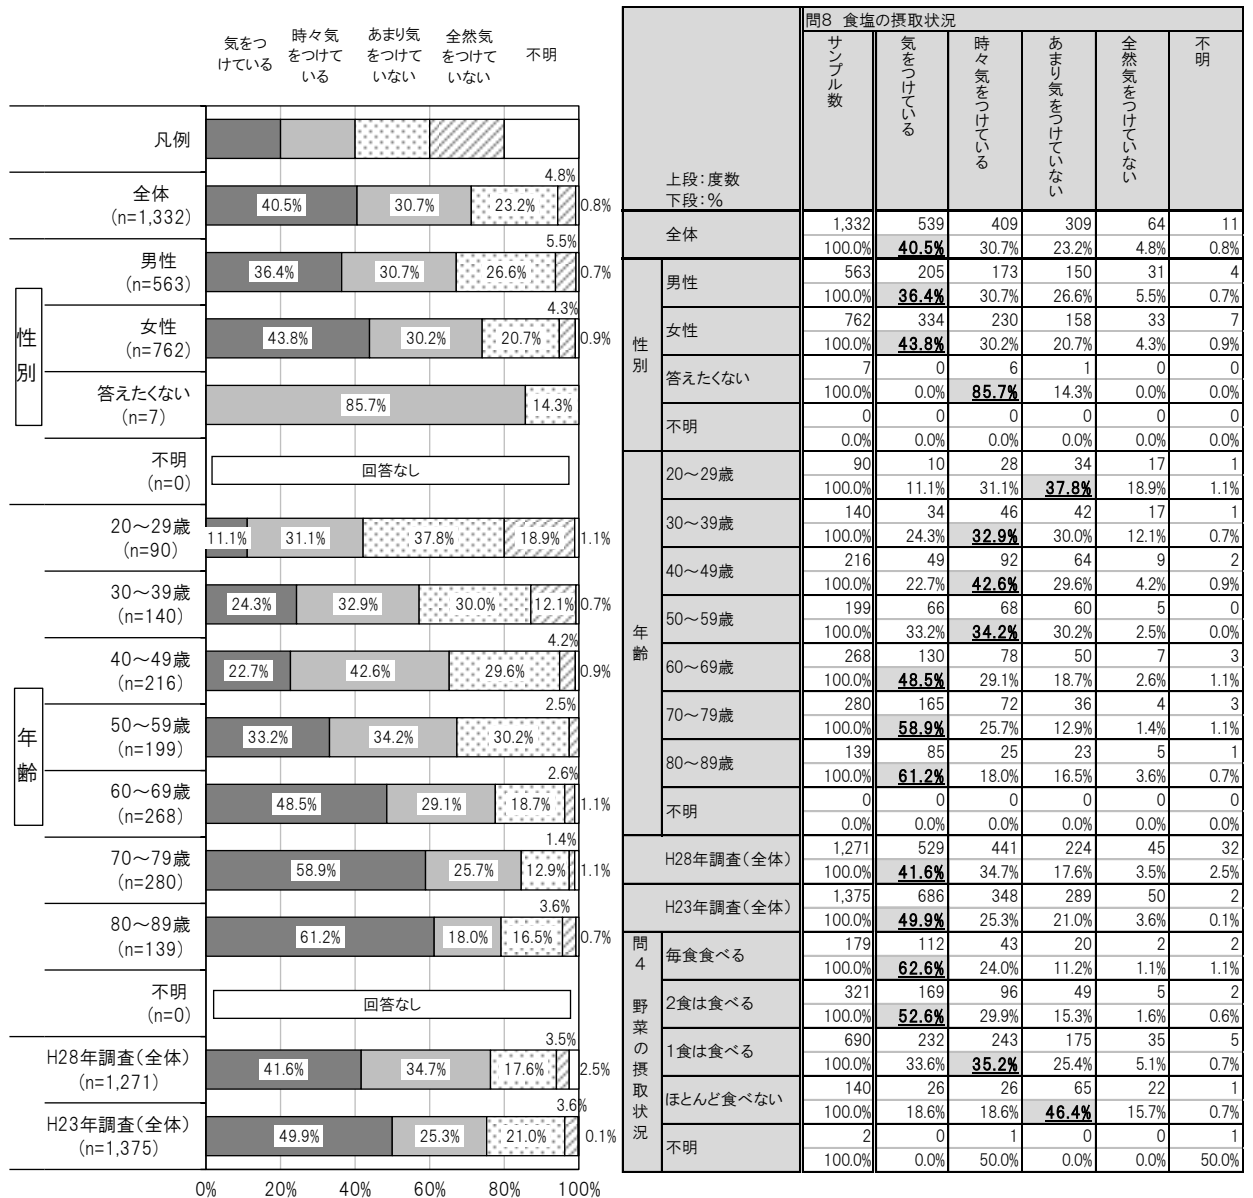 気をつ
けている
時々気
をつけて
いる
あまり気
をつけて
いない
全然気
をつけて
いない
不明
凡例
全体
(n=1,332)
40.5%
30.7%
23.2%
4.8%
0.8%
性別
男性
(n=563)
36.4%
30.7%
26.6%
5.5%
0.7%
女性
(n=762)
43.8%
30.2%
20.7%
4.3%
0.9%
答えたくない
(n=7)
85.7%
14.3%
不明
(n=0)
回答なし
年齢
20～29歳
(n=90)
11.1%
31.1%
37.8%
18.9%
1.1%
30～39歳
(n=140)
24.3%
32.9%
30.0%
12.1%
0.7%
40～49歳
(n=216)
22.7%
42.6%
29.6%
4.2%
0.9%
50～59歳
(n=199)
33.2%
34.2%
30.2%
2.5%
60～69歳
(n=268)
48.5%
29.1%
18.7%
2.6%
1.1%
70～79歳
(n=280)
58.9%
25.7%
12.9%
1.4%
1.1%
80～89歳
(n=139)
61.2%
18.0%
16.5%
3.6%
0.7%
不明
(n=0)
回答なし
H28年調査(全体)
(n=1,271)
41.6%
34.7%
17.6%
3.5%
2.5%
H23年調査(全体)
(n=1,375)
49.9%
25.3%
21.0%
3.6%
0.1%
0% 20% 40% 60% 80% 100%
問8 食塩の摂取状況
上段：度数
下段：％
サンプル数
気をつけている
時々気をつけている
あまり気をつけていない
全然気をつけていない
不明
全体
1,332 539 409 309 64 11
100.0% 40.5% 30.7% 23.2% 4.8% 0.8%
性別
男性
563 205 173 150 31 4
100.0% 36.4% 30.7% 26.6% 5.5% 0.7%
女性
762 334 230 158 33 7
100.0% 43.8% 30.2% 20.7% 4.3% 0.9%
答えたくない
7 0 6 1 0 0
100.0% 0.0% 85.7% 14.3% 0.0% 0.0%
不明
0 0 0 0 0 0
0.0% 0.0% 0.0% 0.0% 0.0% 0.0%
年齢
20～29歳
90 10 28 34 17 1
100.0% 11.1% 31.1% 37.8% 18.9% 1.1%
30～39歳
140 34 46 42 17 1
100.0% 24.3% 32.9% 30.0% 12.1% 0.7%
40～49歳
216 49 92 64 9 2
100.0% 22.7% 42.6% 29.6% 4.2% 0.9%
50～59歳
199 66 68 60 5 0
100.0% 33.2% 34.2% 30.2% 2.5% 0.0%
60～69歳
268 130 78 50 7 3
100.0% 48.5% 29.1% 18.7% 2.6% 1.1%
70～79歳
280 165 72 36 4 3
100.0% 58.9% 25.7% 12.9% 1.4% 1.1%
80～89歳
139 85 25 23 5 1
100.0% 61.2% 18.0% 16.5% 3.6% 0.7%
不明
0 0 0 0 0 0
0.0% 0.0% 0.0% 0.0% 0.0% 0.0%
H28年調査(全体)
1,271 529 441 224 45 32
100.0% 41.6% 34.7% 17.6% 3.5% 2.5%
H23年調査(全体)
1,375 686 348 289 50 2
100.0% 49.9% 25.3% 21.0% 3.6% 0.1%
問4 野菜の摂取状況
毎食食べる
179 112 43 20 2 2
100.0% 62.6% 24.0% 11.2% 1.1% 1.1%
2食は食べる
321 169 96 49 5 2
100.0% 52.6% 29.9% 15.3% 1.6% 0.6%
1食は食べる
690 232 243 175 35 5
100.0% 33.6% 35.2% 25.4% 5.1% 0.7%
ほとんど食べない
140 26 26 65 22 1
100.0% 18.6% 18.6% 46.4% 15.7% 0.7%
不明
2 0 1 0 0 1
100.0% 0.0% 50.0% 0.0% 0.0% 50.0%